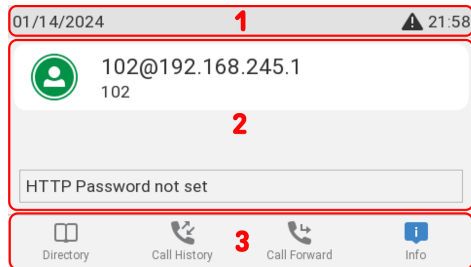 01/14/2024 1 21:58
102@192.168.245.1
102
2
HTTP Password not set
3
Directory Call History Call Forward Info